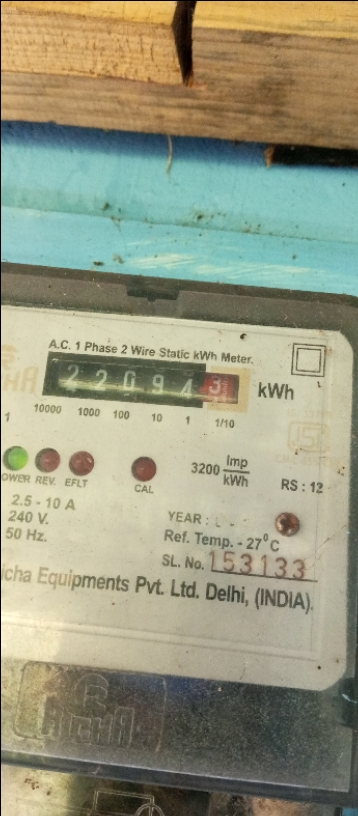 A.C. 1 Phase 2 Wire Static kWh Meter.
2 2 0 9 4 3 kWh
10000 1000 100 10 1 1/10
3200 Imp/kWh
RS : 12
OWER REV. EFLT CAL
2.5 - 10 A
240 V.
50 Hz.
YEAR :
Ref. Temp. - 27°C
SL. No. 153133
icha Equipments Pvt. Ltd. Delhi, (INDIA).